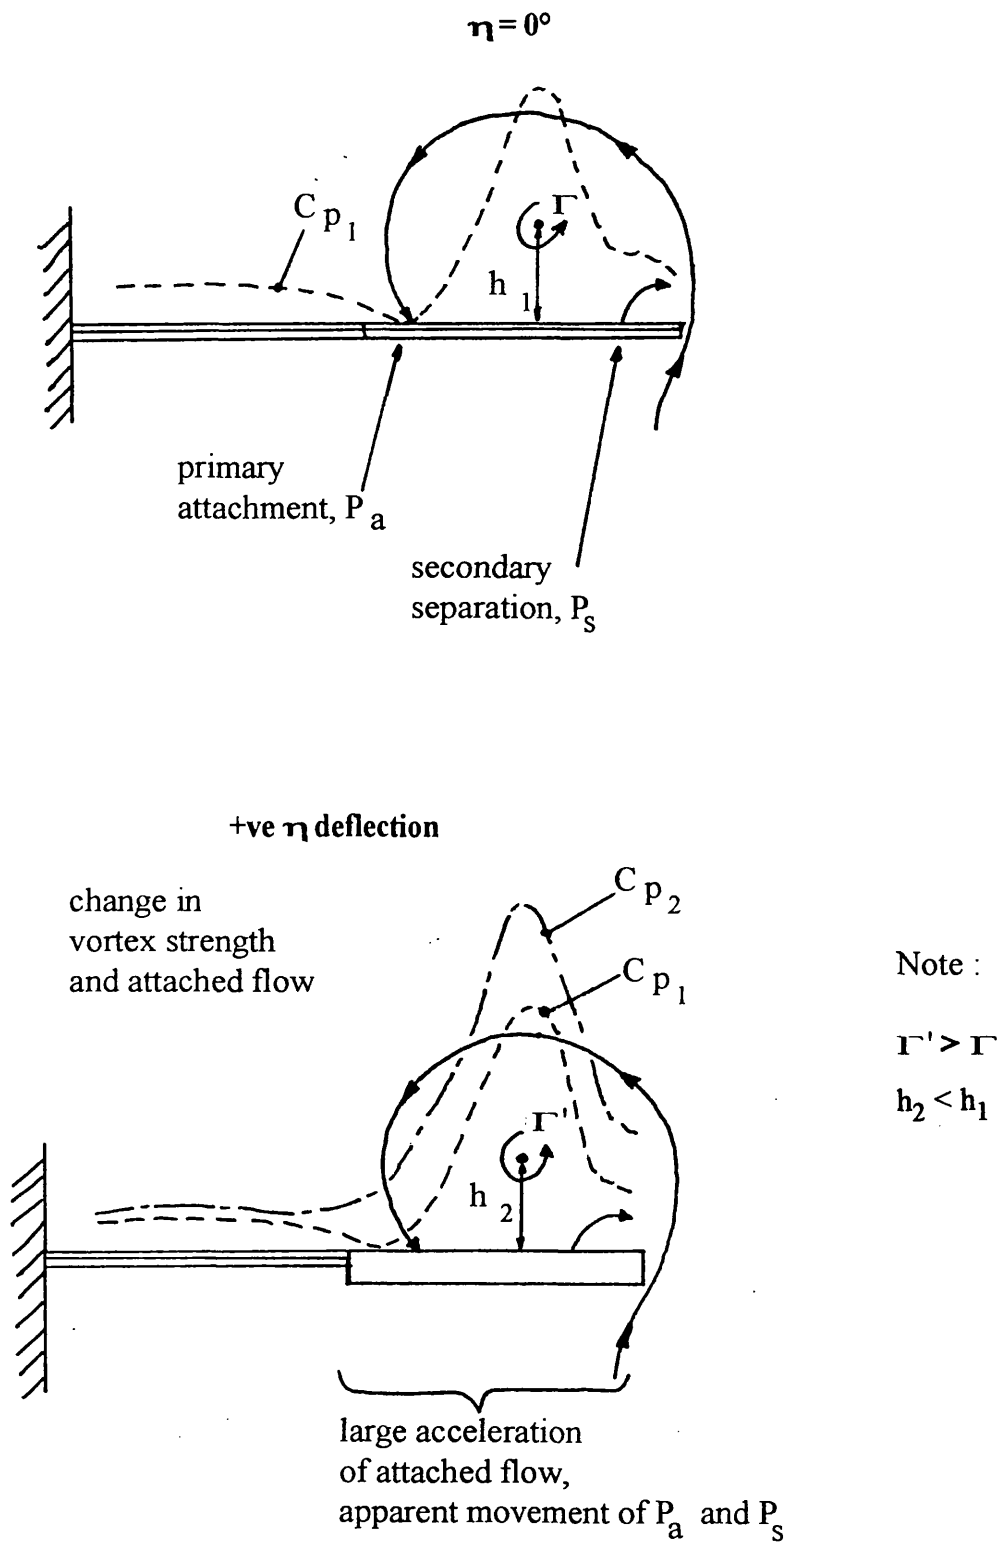 η = 0°
C p 1
Γ
h 1
primary
attachment, P a
secondary
separation, P s
+ve η deflection
change in
vortex strength
and attached flow
C p 2
C p 1
Note :
Γ' > Γ
h2 < h1
Γ'
h 2
large acceleration
of attached flow,
apparent movement of P a and P s